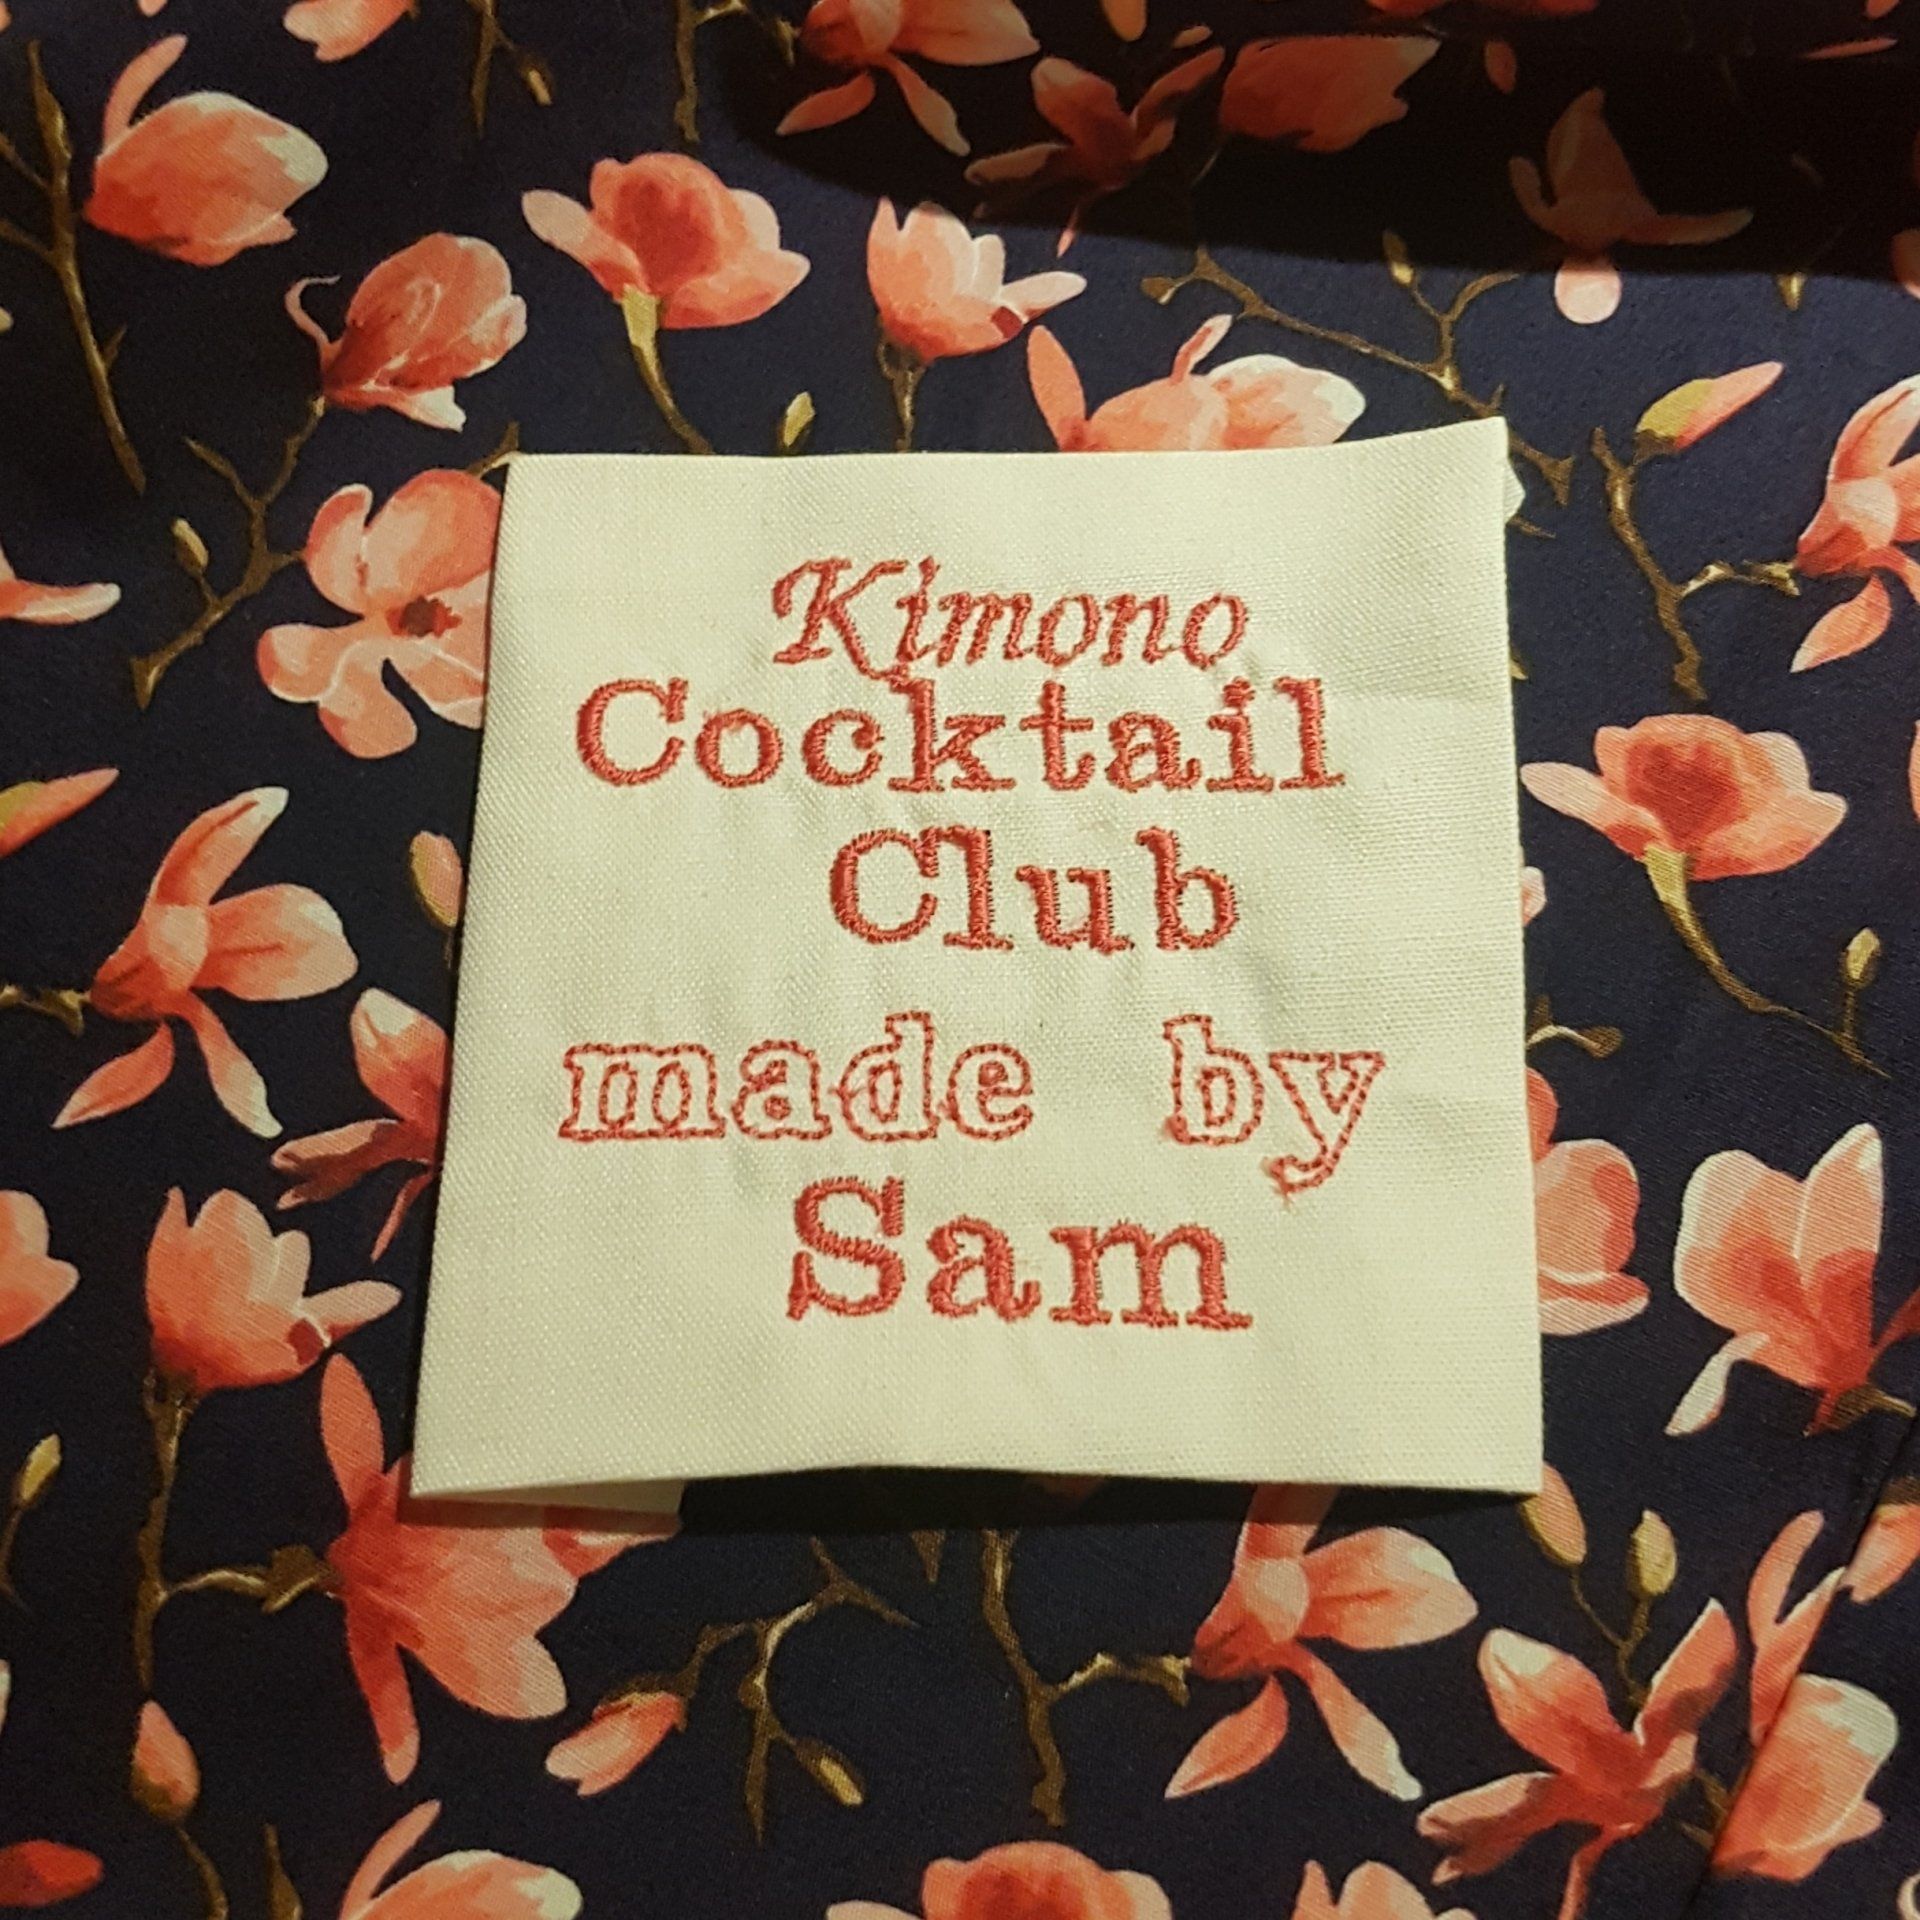 Kimono
Cocktail
Club
made by
Sam